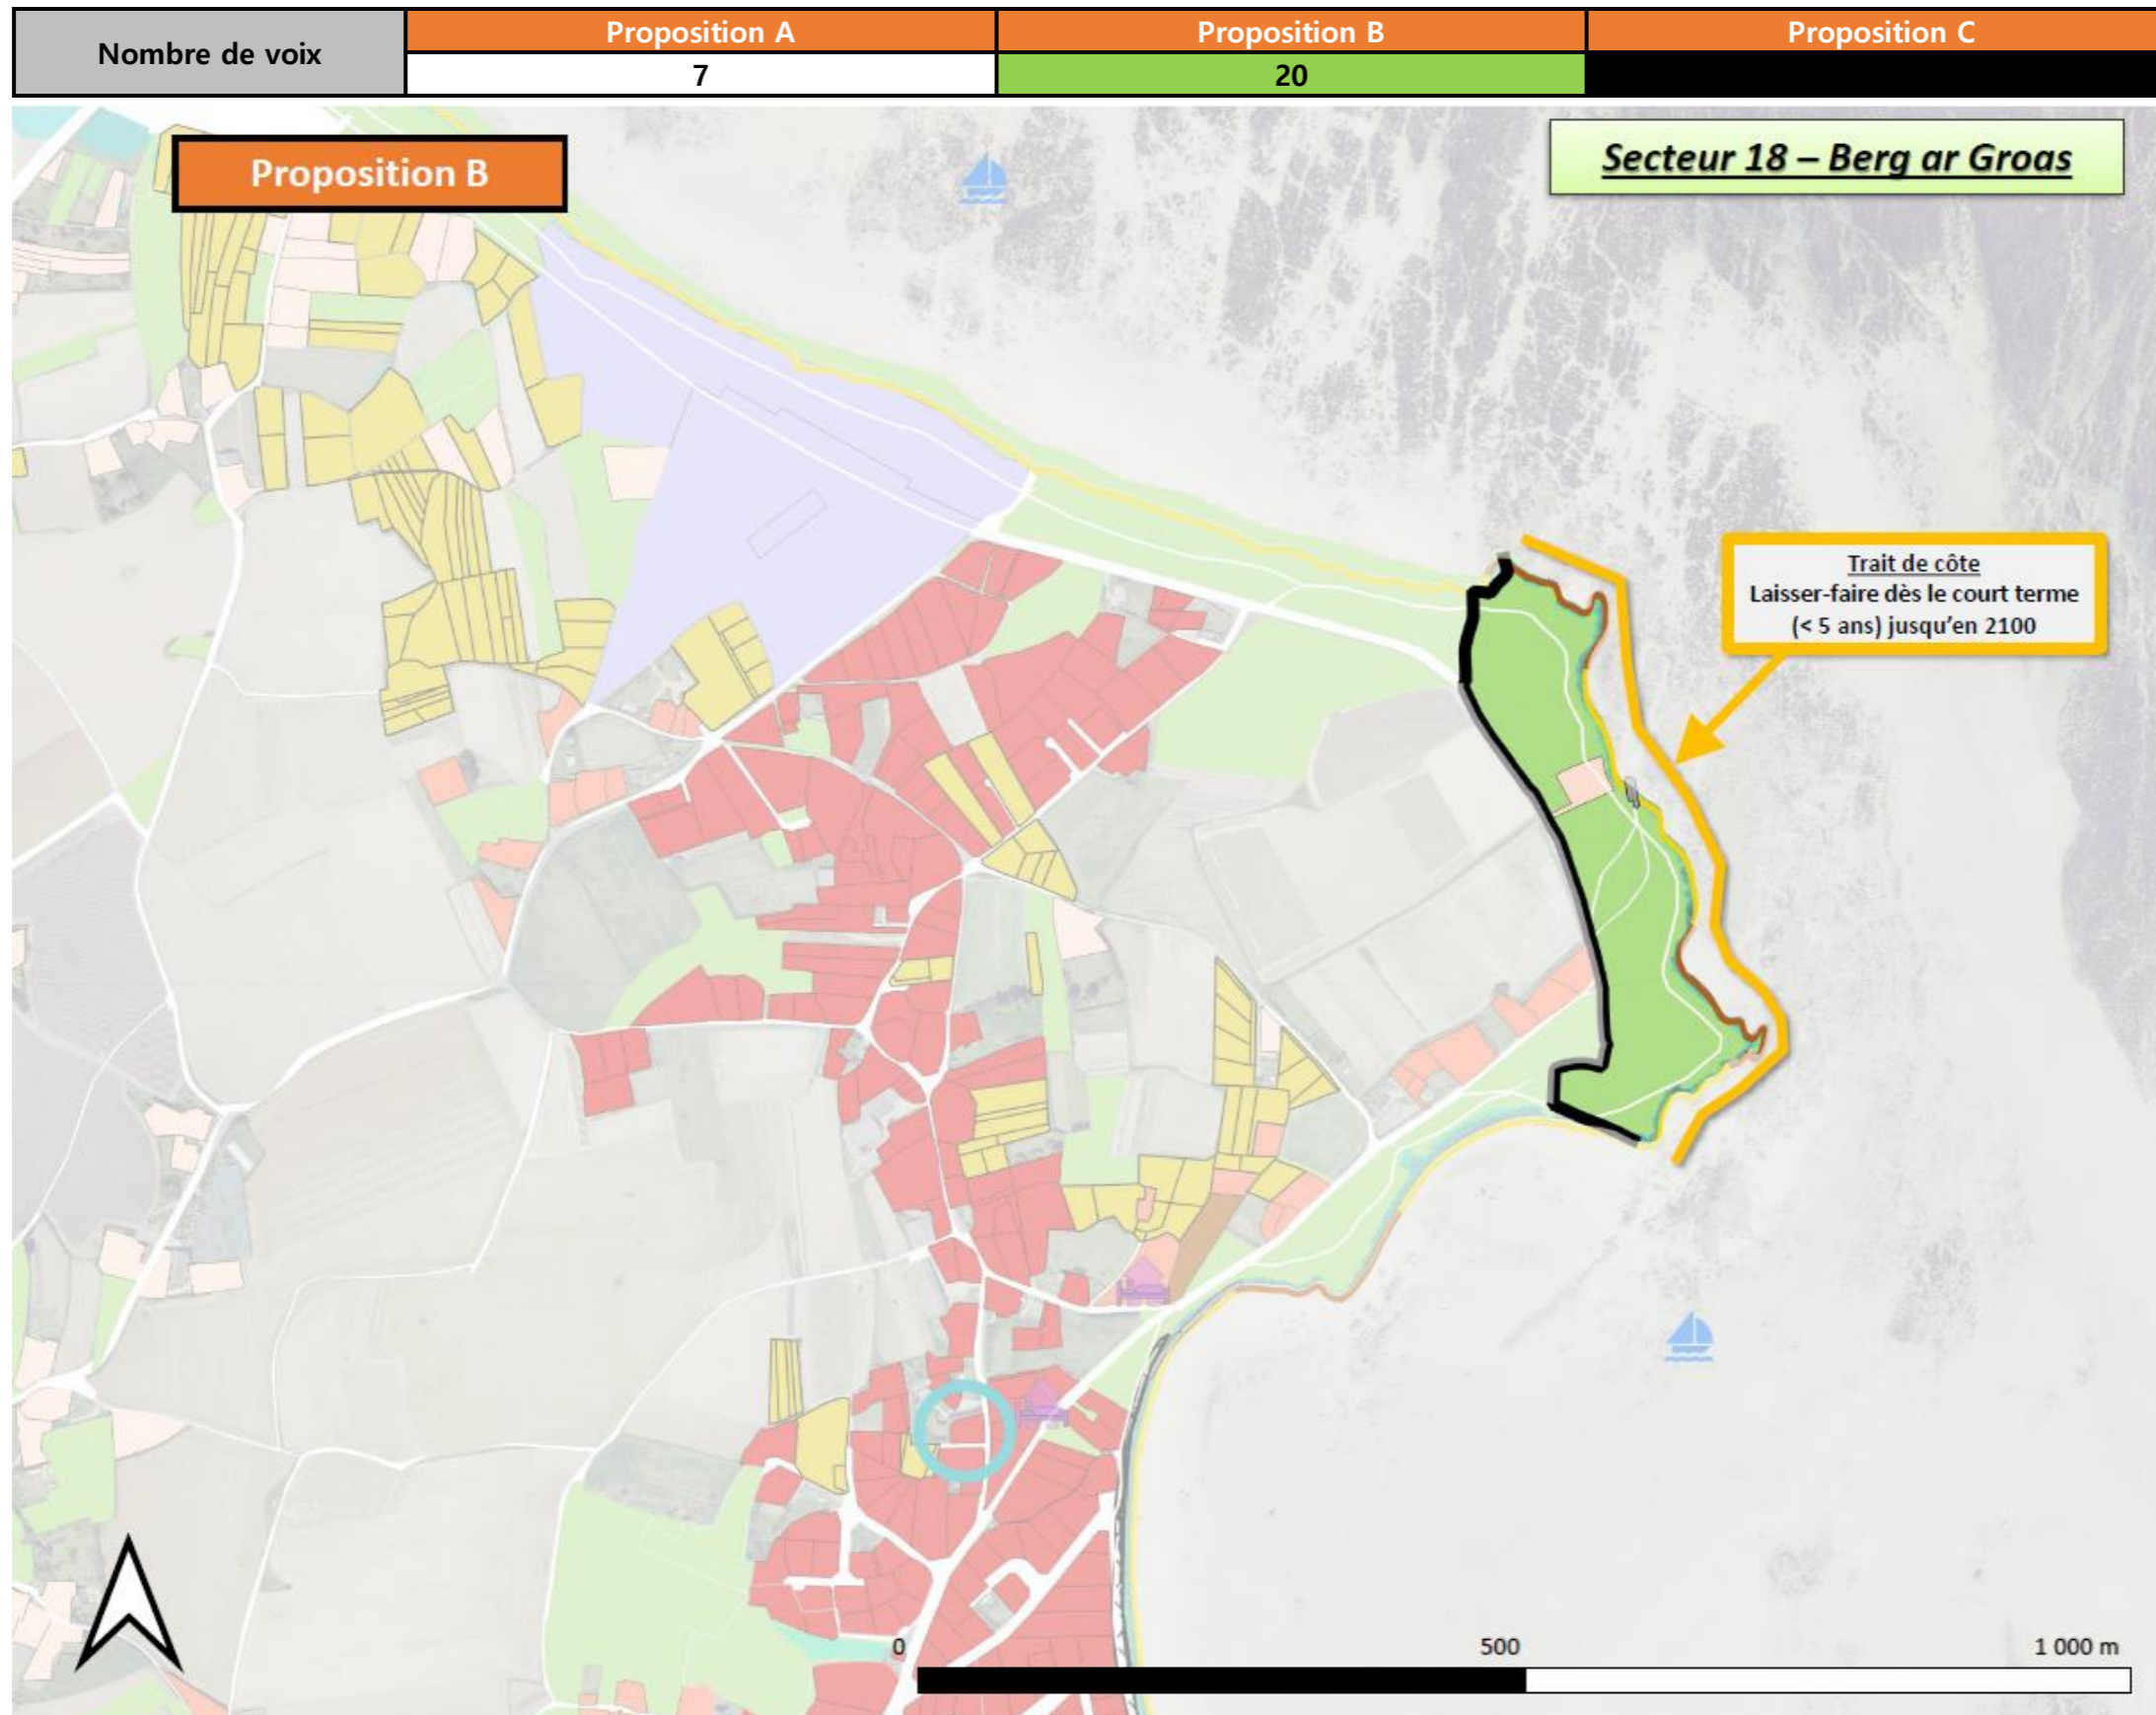 Nombre de voix
Proposition A
Proposition B
Proposition C
7
20
Proposition B
Secteur 18 – Berg ar Groas
Trait de côte
Laisser-faire dès le court terme
(< 5 ans) jusqu'en 2100
0
500
1 000 m